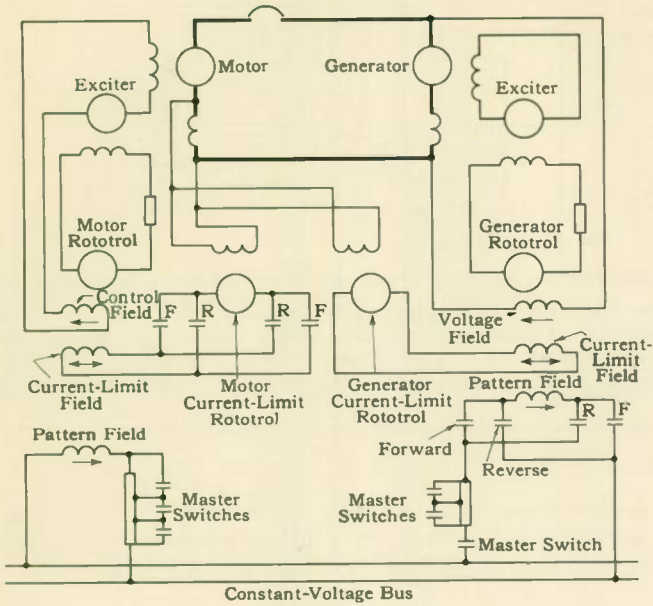 Motor
Generator
Exciter
Exciter
Motor
Rototrol
Generator
Rototrol
Control
Field
F
R
R
F
Voltage
Field
Current-
Limit
Field
Current-Limit
Field
Motor
Current-Limit
Rototrol
Generator
Current-Limit
Rototrol
Pattern Field
R
F
Forward
Reverse
Pattern Field
Master
Switches
Master
Switches
Master Switch
Constant-Voltage Bus